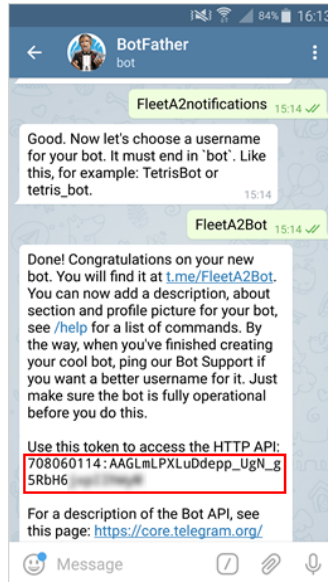 84% 16:13
BotFather
bot
FleetA2notifications 15:14
Good. Now let's choose a username
for your bot. It must end in `bot`. Like
this, for example: TetrisBot or
tetris_bot.
15:14
FleetA2Bot 15:14
Done! Congratulations on your new
bot. You will find it at t.me/FleetA2Bot.
You can now add a description, about
section and profile picture for your bot,
see /help for a list of commands. By
the way, when you've finished creating
your cool bot, ping our Bot Support if
you want a better username for it. Just
make sure the bot is fully operational
before you do this.
Use this token to access the HTTP API:
708060114:AAGLmLPXLuDdepp_UgN_g
5RbH6
For a description of the Bot API, see
this page: https://core.telegram.org/
Message